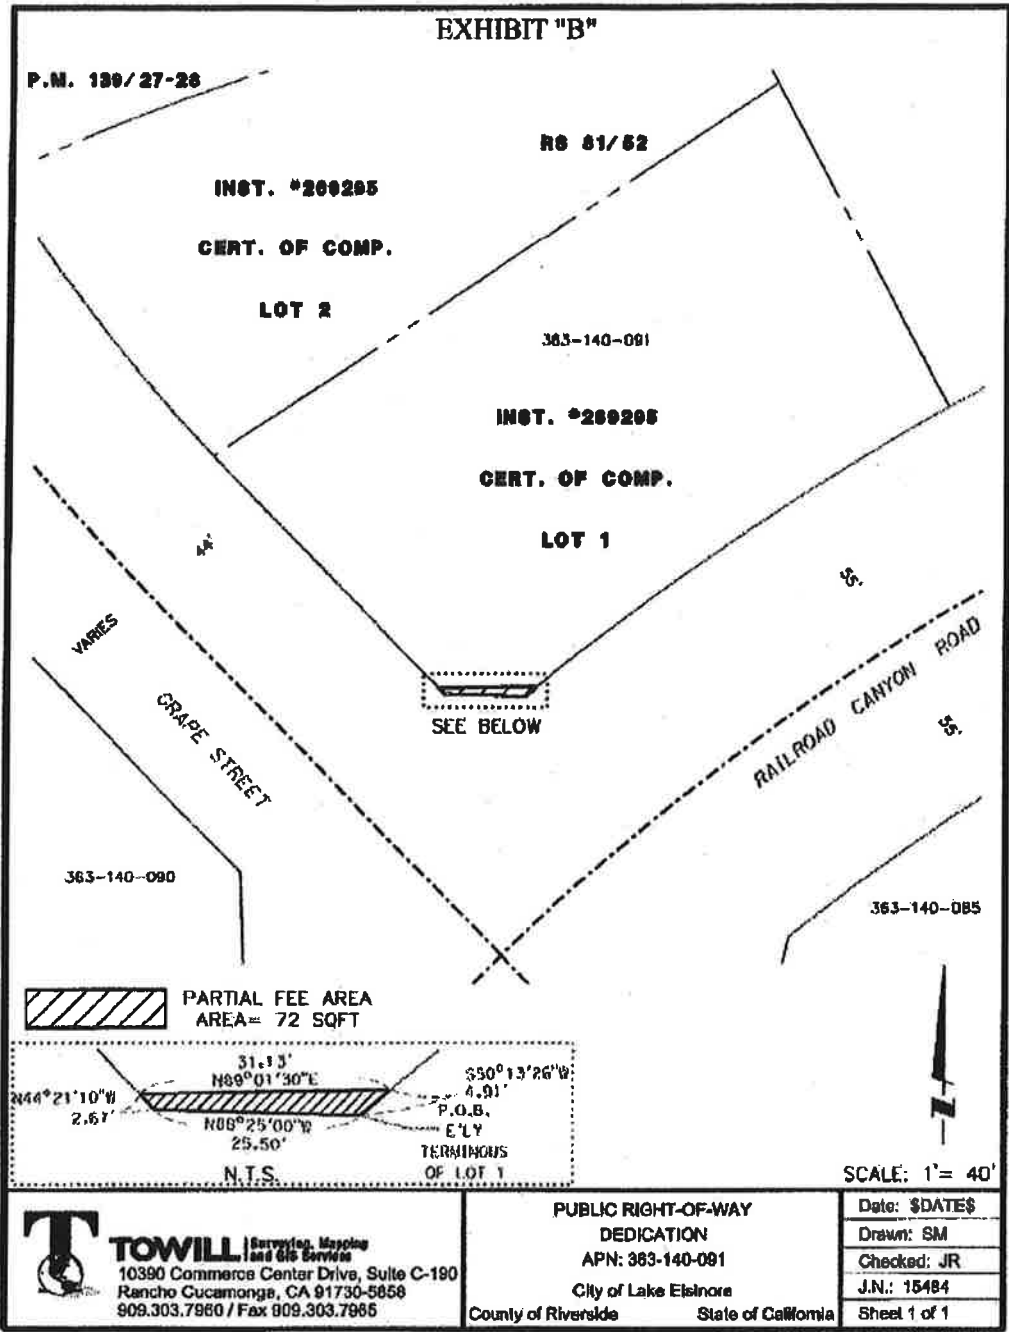 EXHIBIT "B"
P.M. 139/27-28
RS 81/52
INST. #269295
CERT. OF COMP.
LOT 2
363-140-091
INST. #269295
CERT. OF COMP.
LOT 1
44'
55'
VARIES
GRAPE STREET
RAILROAD CANYON ROAD
55'
SEE BELOW
363-140-090
363-140-085
PARTIAL FEE AREA
AREA= 72 SQFT
31.13'
N89°01'30"E
S50°13'26"W
4.91'
N44°21'10"W
2.67'
P.O.B.
E'LY
TERMINOUS
OF LOT 1
N88°25'00"W
25.50'
N.T.S.
SCALE: 1"= 40'
TOWILL Surveying, Mapping
and GIS Services
10390 Commerce Center Drive, Suite C-190
Rancho Cucamonga, CA 91730-5858
909.303.7960 / Fax 909.303.7965
PUBLIC RIGHT-OF-WAY
DEDICATION
APN: 363-140-091
City of Lake Elsinore
County of Riverside State of California
Date: $DATE$
Drawn: SM
Checked: JR
J.N.: 15484
Sheet 1 of 1